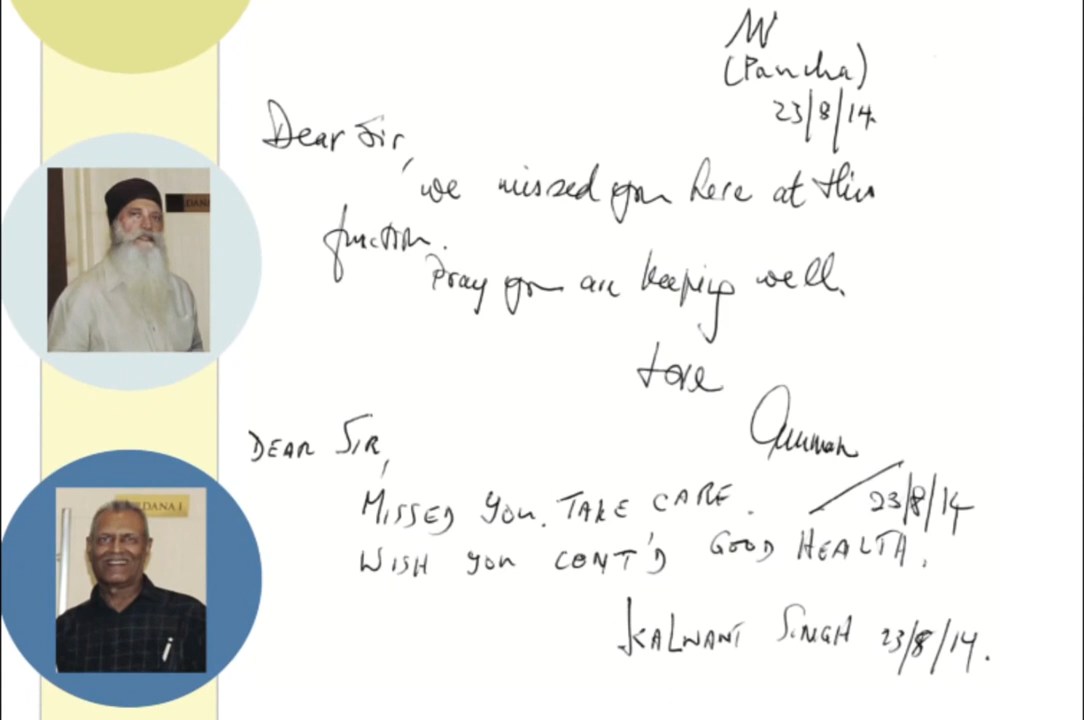 (Pancha)
23/8/14.
Dear Sir,
we missed you here at this
function.
Pray you are keeping well.
Love
23/8/14
DEAR SIR,
MISSED YOU. TAKE CARE.
WISH YOU CONT'D GOOD HEALTH.
KALWANT SINGH 23/8/14.
DANA
DANA I